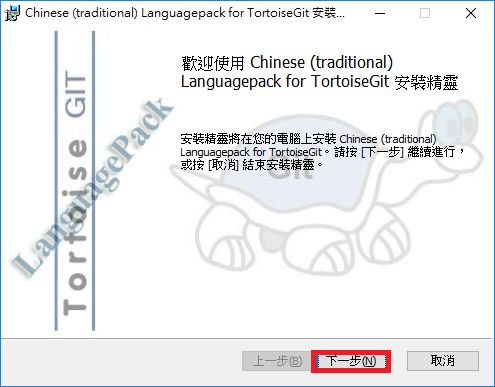 Chinese (traditional) Languagepack for TortoiseGit 安裝...
歡迎使用 Chinese (traditional)
Languagepack for TortoiseGit 安裝精靈
安裝精靈將在您的電腦上安裝 Chinese (traditional)
Languagepack for TortoiseGit。請按 [下一步] 繼續進行，
或按 [取消] 結束安裝精靈。
Tortoise GIT
LanguagePack
Git
上一步(B)
下一步(N)
取消